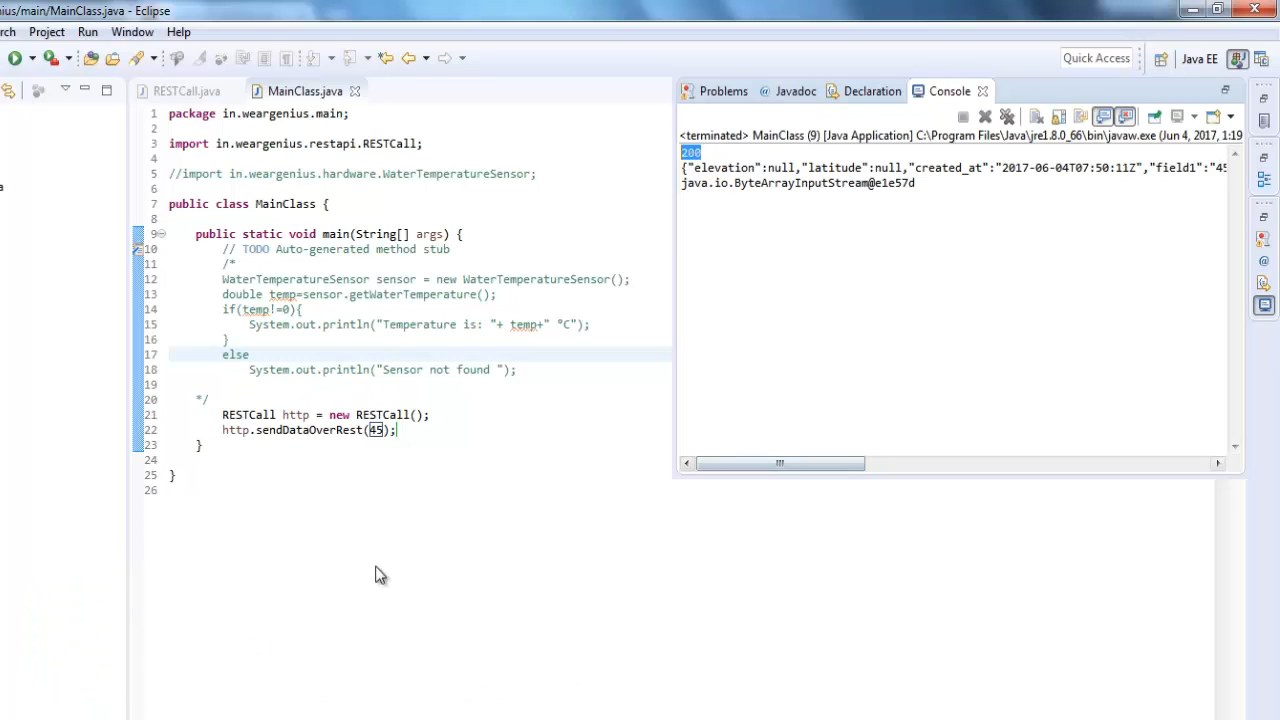 nius/main/MainClass.java - Eclipse
rch Project Run Window Help
Quick Access Java EE
RESTCall.java MainClass.java
Problems @ Javadoc Declaration Console
1 package in.weargenius.main;
2
3 import in.weargenius.restapi.RESTCall;
4
5 //import in.weargenius.hardware.WaterTemperatureSensor;
6
7 public class MainClass {
8
9 public static void main(String[] args) {
10 // TODO Auto-generated method stub
11 /*
12 WaterTemperatureSensor sensor = new WaterTemperatureSensor();
13 double temp=sensor.getWaterTemperature();
14 if(temp!=0){
15 System.out.println("Temperature is: "+ temp+" °C");
16 }
17 else
18 System.out.println("Sensor not found ");
19
20 */
21 RESTCall http = new RESTCall();
22 http.sendDataOverRest(45);
23 }
24
25 }
26
<terminated> MainClass (9) [Java Application] C:\Program Files\Java\jre1.8.0_66\bin\javaw.exe (Jun 4, 2017, 1:19
200
{"elevation":null,"latitude":null,"created_at":"2017-06-04T07:50:11Z","field1":"45
java.io.ByteArrayInputStream@e1e57d